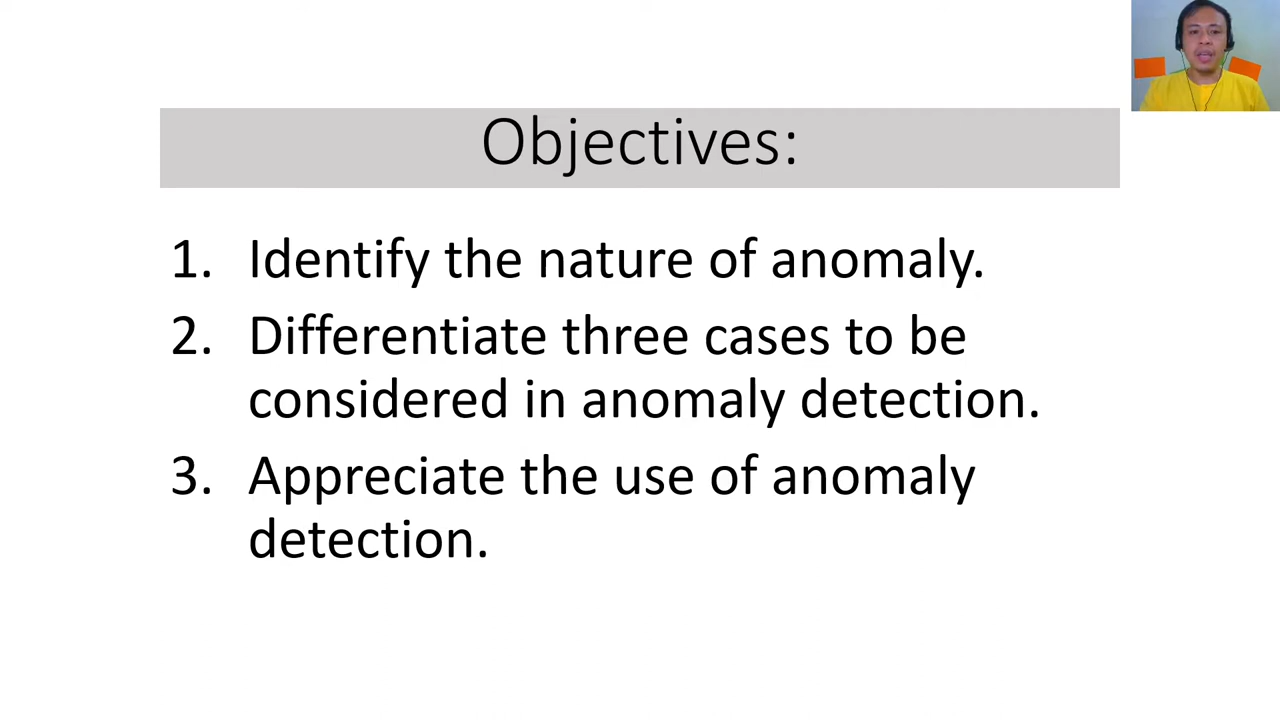 Objectives:
1. Identify the nature of anomaly.
2. Differentiate three cases to be
considered in anomaly detection.
3. Appreciate the use of anomaly
detection.